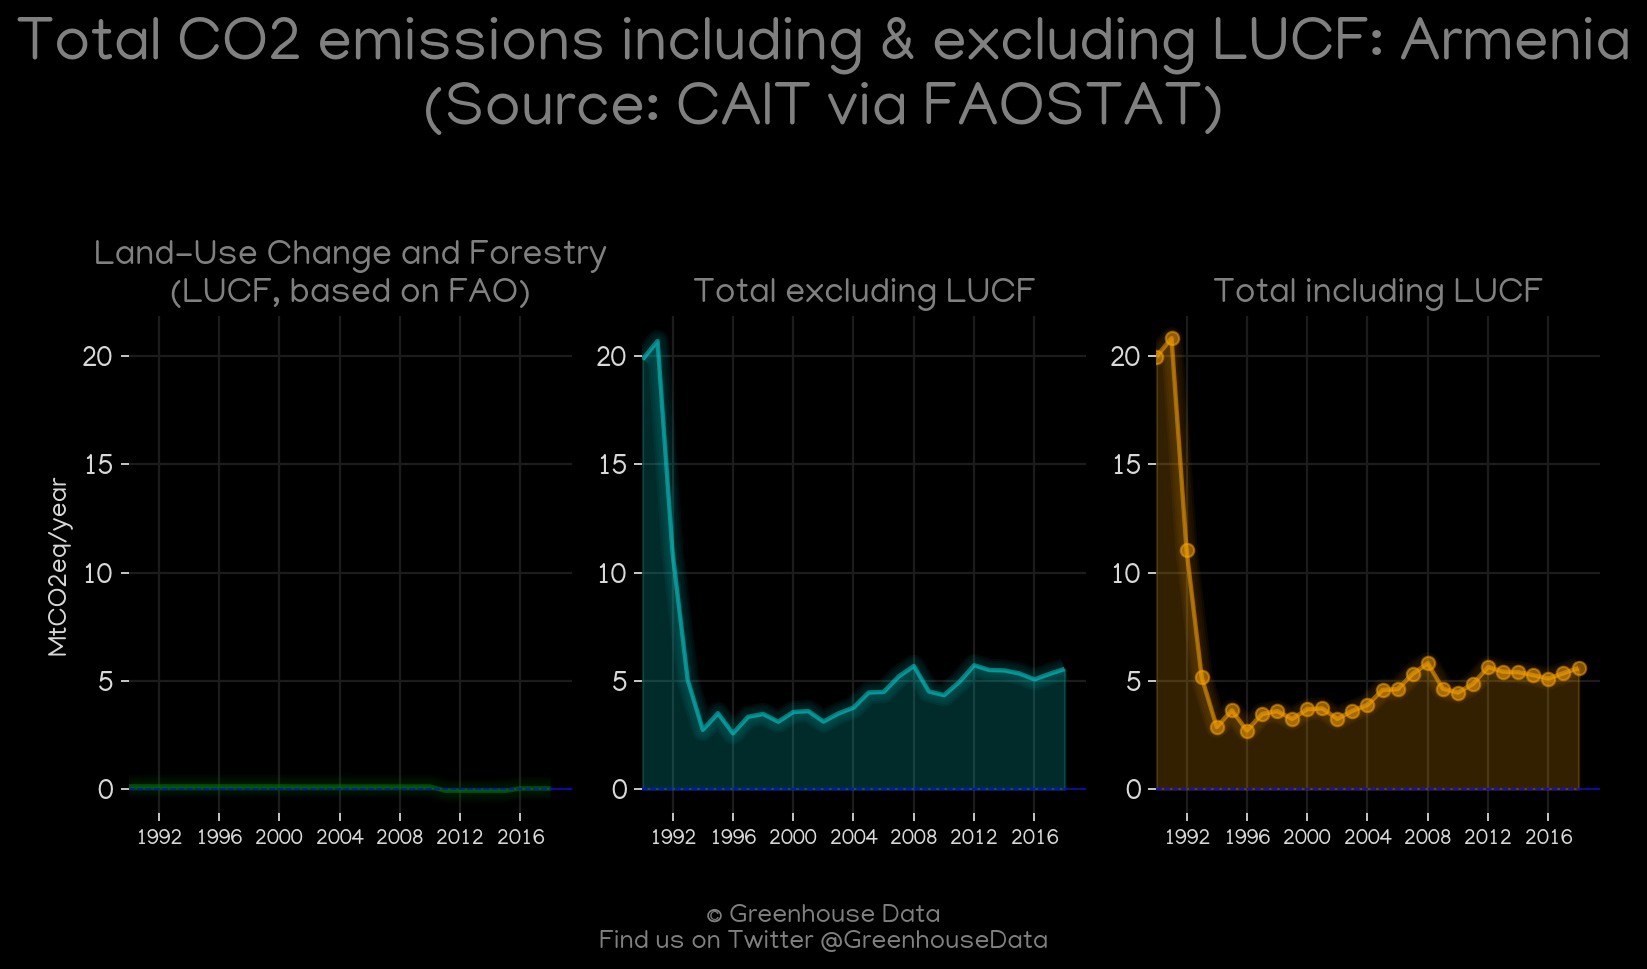 Total CO2 emissions including & excluding LUCF: Armenia
(Source: CAIT via FAOSTAT)
Land-Use Change and Forestry
(LUCF, based on FAO)
Total excluding LUCF
Total including LUCF
MtCO2eq/year
20
15
10
5
0
1992 1996 2000 2004 2008 2012 2016
20
15
10
5
0
1992 1996 2000 2004 2008 2012 2016
20
15
10
5
0
1992 1996 2000 2004 2008 2012 2016
© Greenhouse Data
Find us on Twitter @GreenhouseData